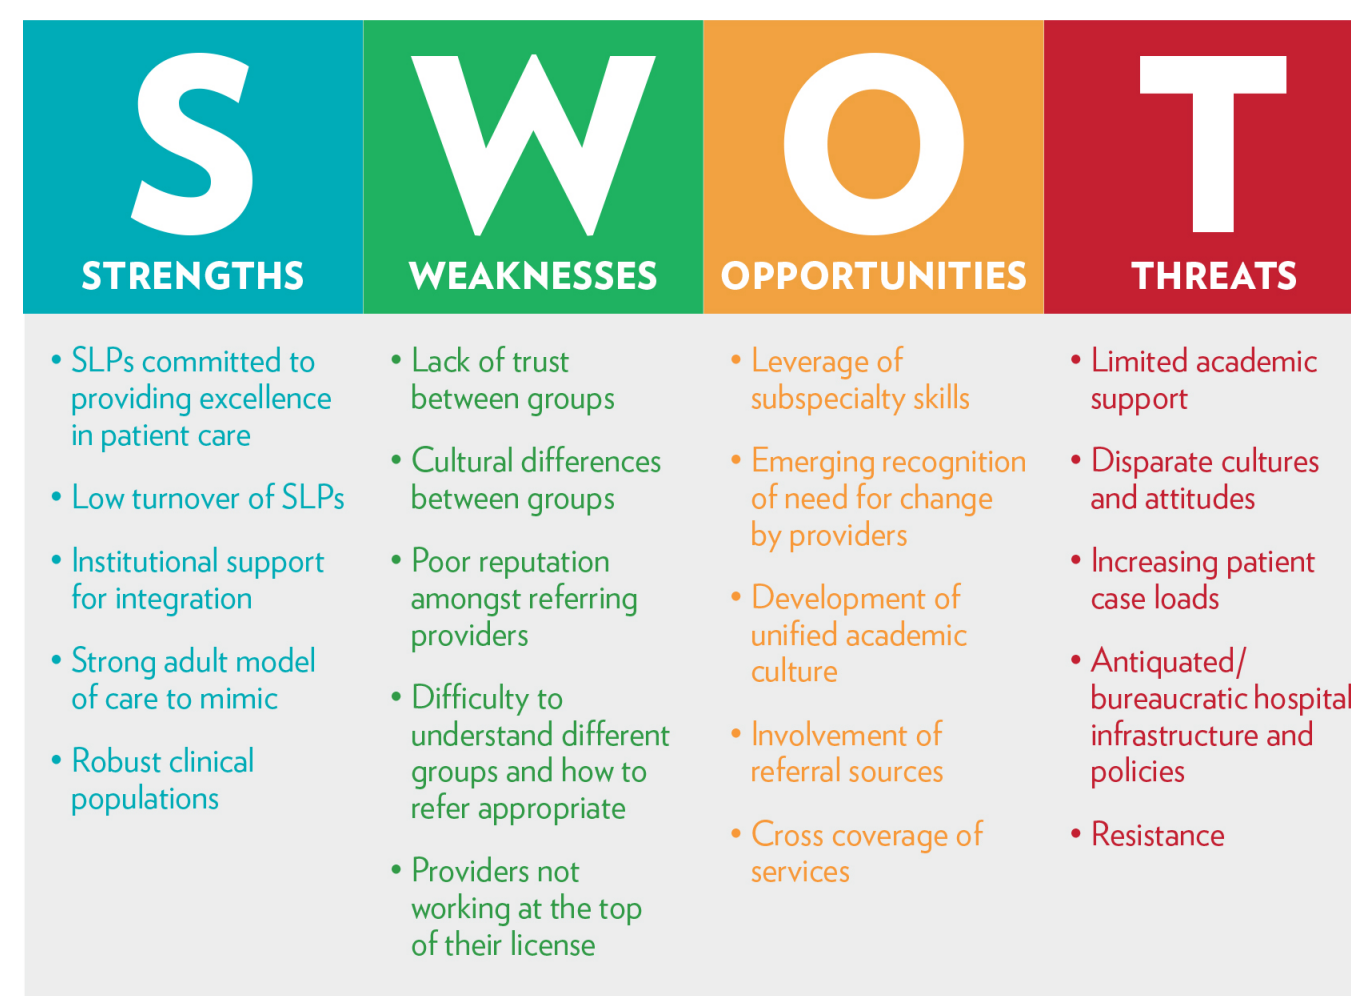 S
STRENGTHS
• SLPs committed to
providing excellence
in patient care
• Low turnover of SLPs
• Institutional support
for integration
• Strong adult model
of care to mimic
• Robust clinical
populations
W
WEAKNESSES
• Lack of trust
between groups
• Cultural differences
between groups
• Poor reputation
amongst referring
providers
• Difficulty to
understand different
groups and how to
refer appropriate
• Providers not
working at the top
of their license
O
OPPORTUNITIES
• Leverage of
subspecialty skills
• Emerging recognition
of need for change
by providers
• Development of
unified academic
culture
• Involvement of
referral sources
• Cross coverage of
services
T
THREATS
• Limited academic
support
• Disparate cultures
and attitudes
• Increasing patient
case loads
• Antiquated/
bureaucratic hospital
infrastructure and
policies
• Resistance